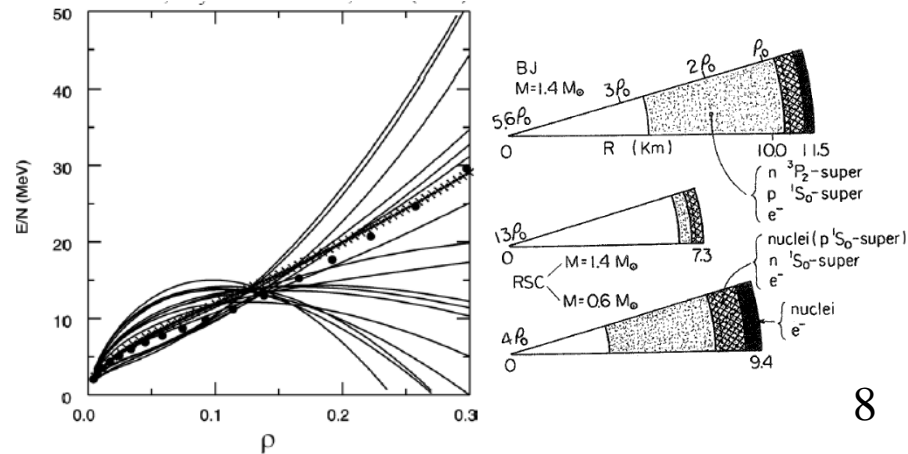 50
40
30
20
10
0
E/N (MeV)
0.0
0.1
0.2
0.3
ρ
BJ
M=1.4 M⊙
5.6ρ₀
3ρ₀
2ρ₀
ρ₀
0
R (Km)
10.0
11.5
n ³P₂-super
p ¹S₀-super
e⁻
13ρ₀
0
7.3
RSC
M=1.4 M⊙
M=0.6 M⊙
nuclei (p¹S₀-super)
n ¹S₀-super
e⁻
nuclei
e⁻
4ρ₀
0
9.4
8